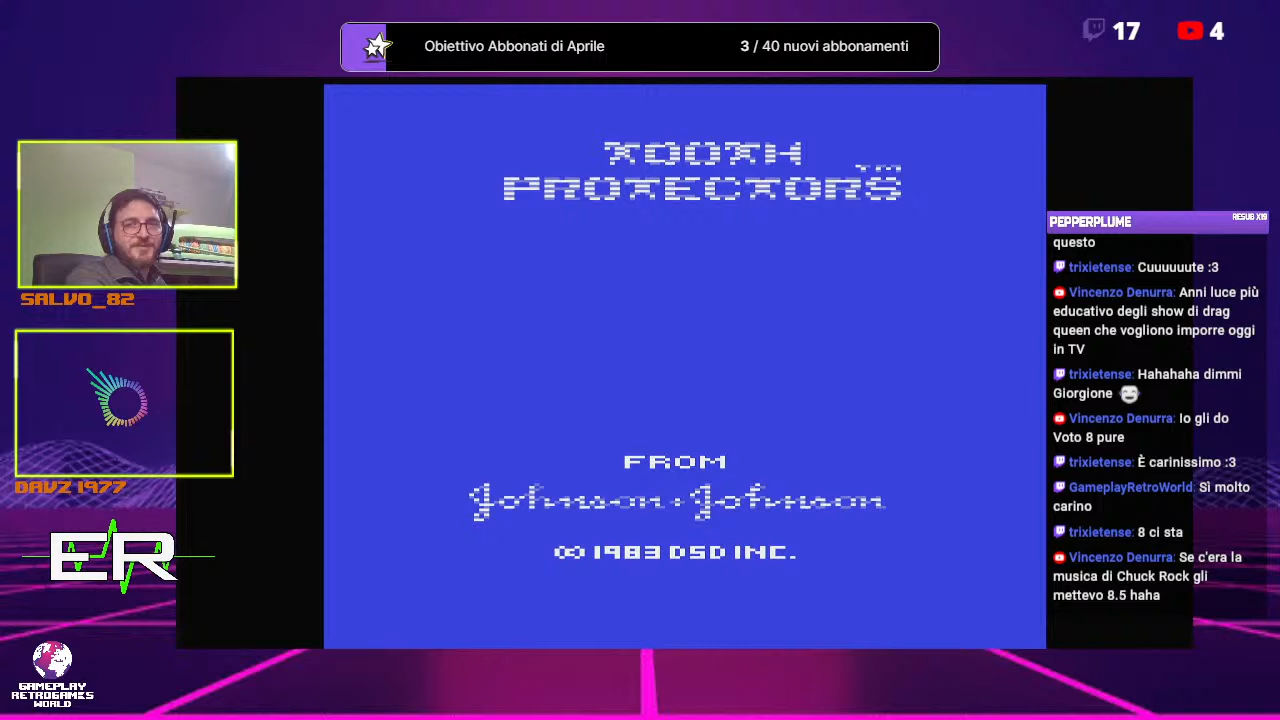 Obiettivo Abbonati di Aprile
3 / 40 nuovi abbonamenti
17
4
TOOTH
TM
PROTECTORS
FROM
Johnson+Johnson
© 1983 DSD INC.
SALVO_82
DAVZ 1977
ER
GAMEPLAY
RETROGAMES
WORLD
PEPPERPLUME
RESUB X19
questo
trixietense: Cuuuuuute :3
Vincenzo Denurra: Anni luce più
educativo degli show di drag
queen che vogliono imporre oggi
in TV
trixietense: Hahahaha dimmi
Giorgione
Vincenzo Denurra: Io gli do
Voto 8 pure
trixietense: È carinissimo :3
GameplayRetroWorld: Sì molto
carino
trixietense: 8 ci sta
Vincenzo Denurra: Se c'era la
musica di Chuck Rock gli
mettevo 8.5 haha